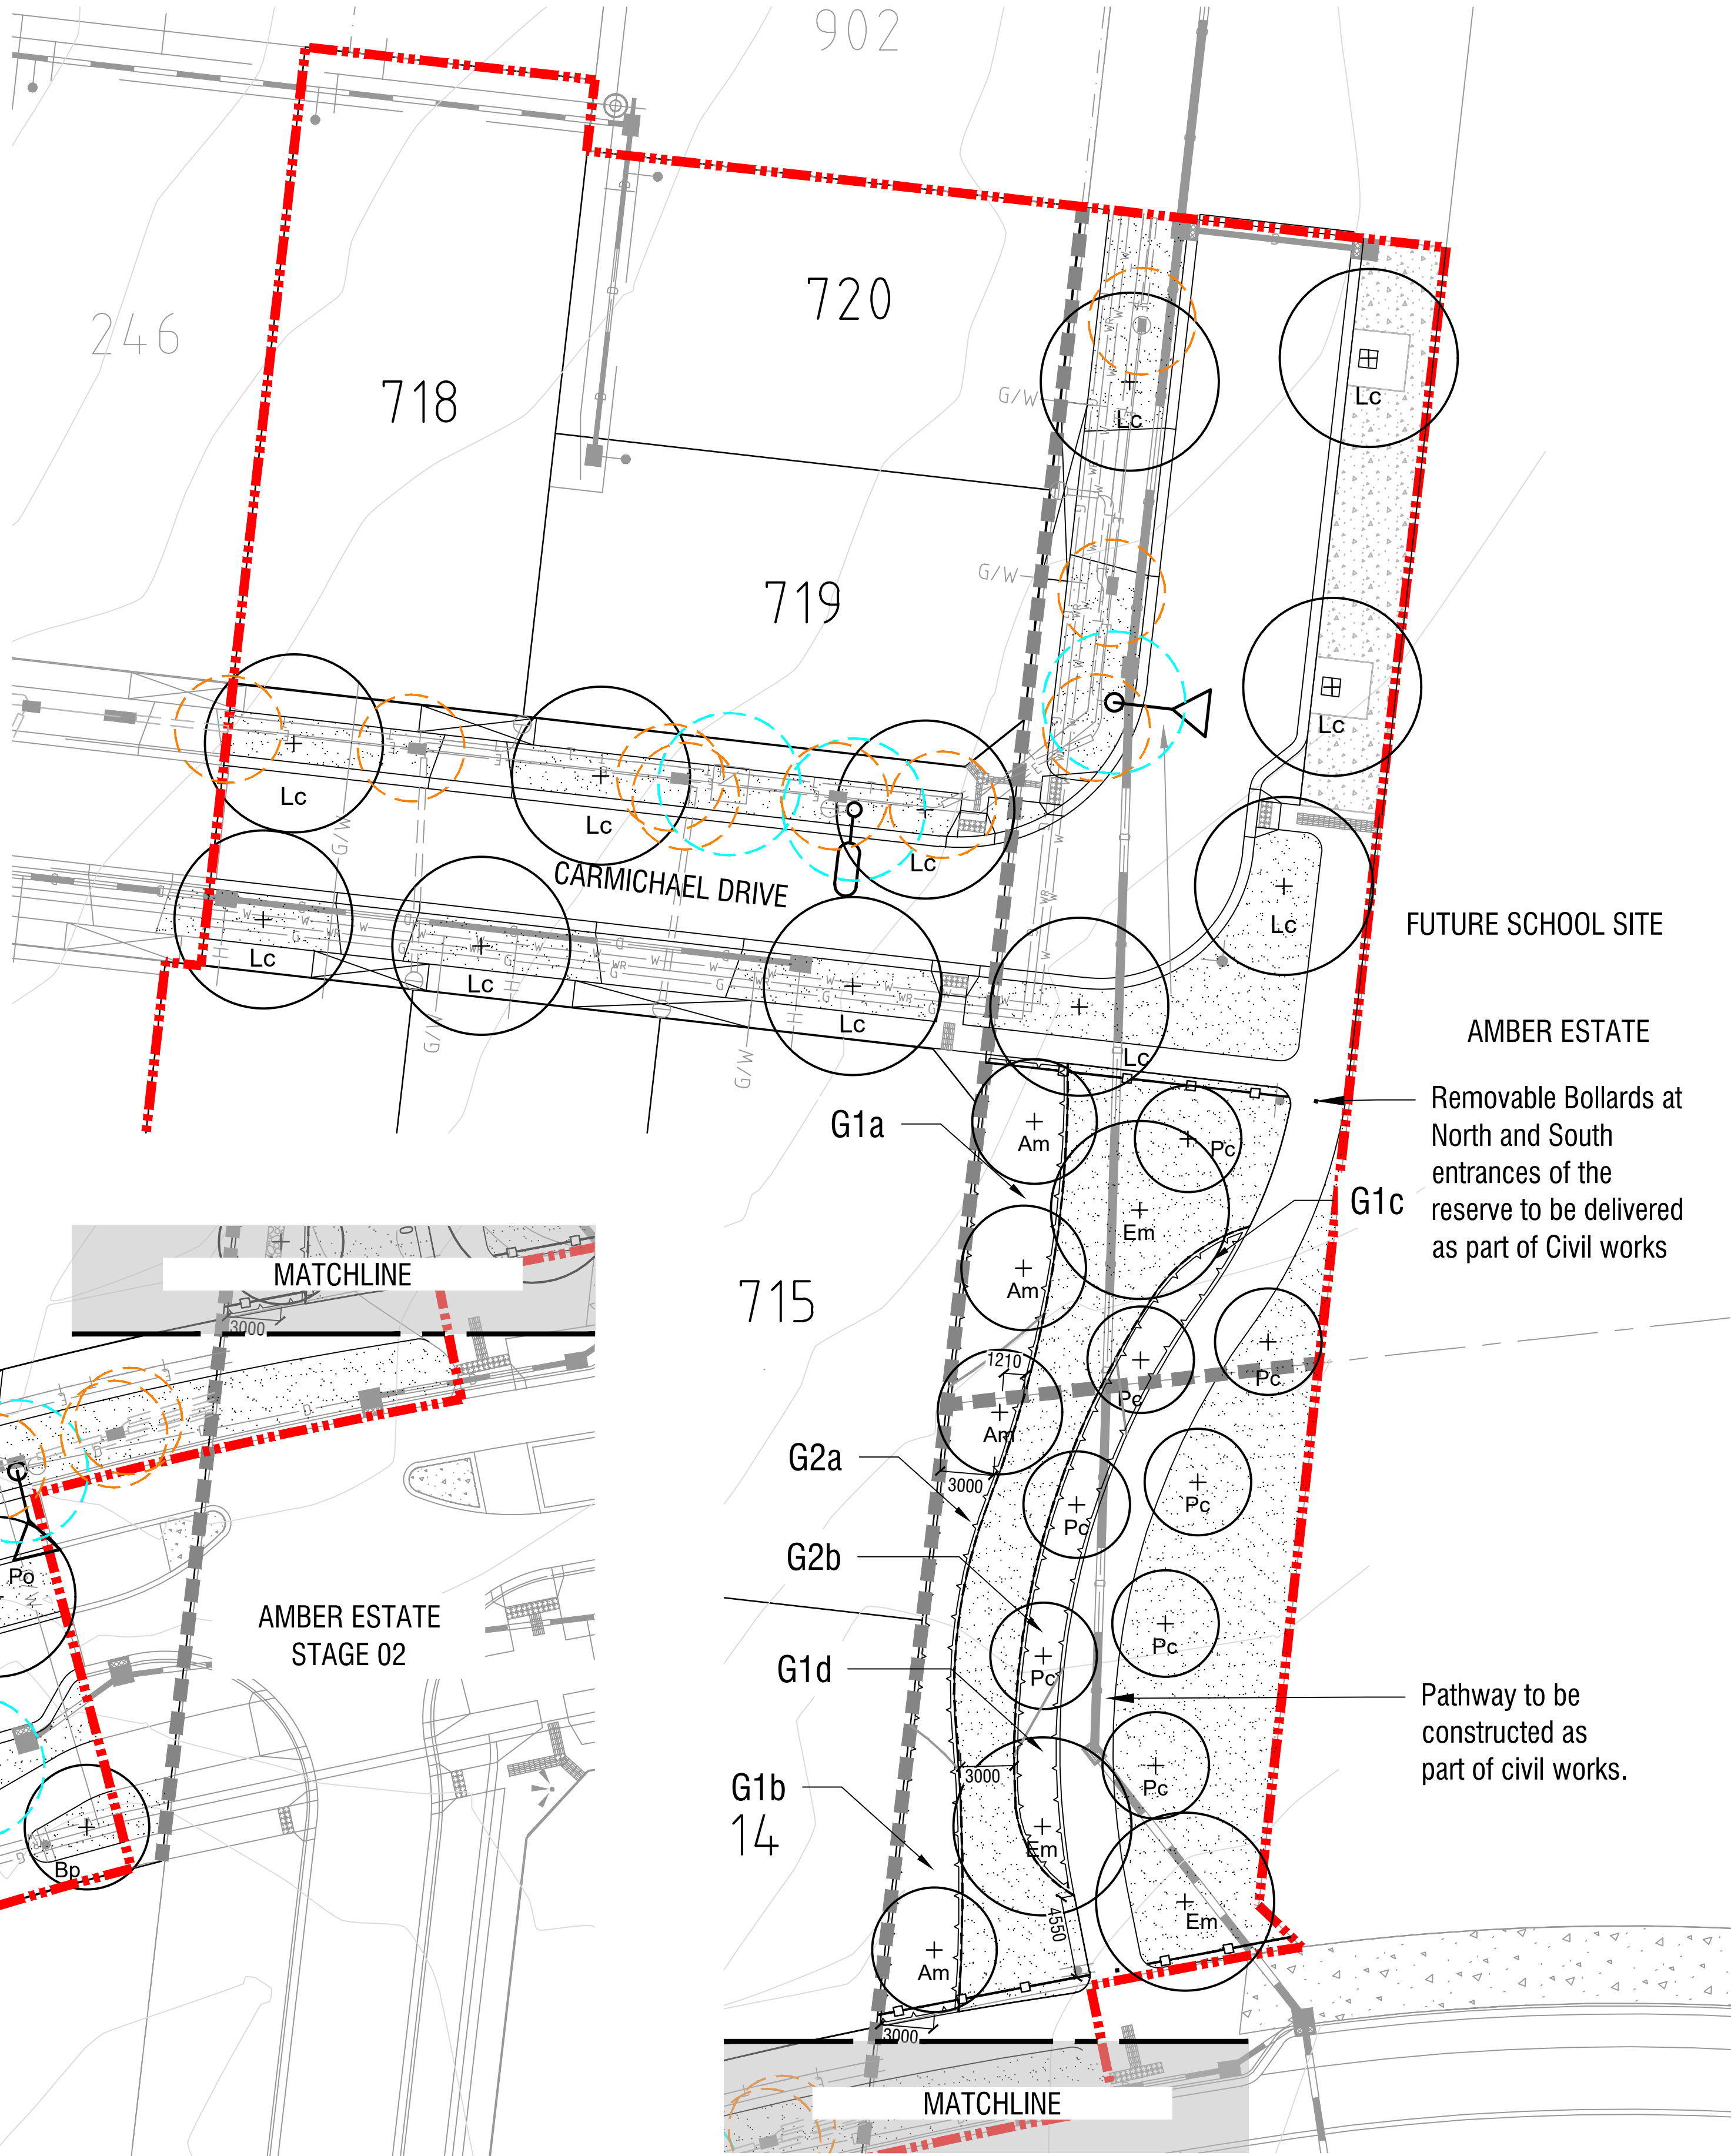 902
720
246
718
G/W
Lc
Lc
G/W
719
Lc
Lc
Lc
G/W
Lc
CARMICHAEL DRIVE
Lc
FUTURE SCHOOL SITE
Lc
Lc
Lc
G/W
G/W
Lc
AMBER ESTATE
Removable Bollards at
North and South
entrances of the
reserve to be delivered
as part of Civil works
G1a
Am
Pc
G1c
Em
MATCHLINE
3000
715
Am
1210
Pc
Pc
Am
G2a
3000
Pc
Pc
G2b
Po
AMBER ESTATE
STAGE 02
Pc
Pc
G1d
Pathway to be
constructed as
part of civil works.
3000
Pc
G1b
14
Em
Bp
4550
Em
Am
3000
MATCHLINE